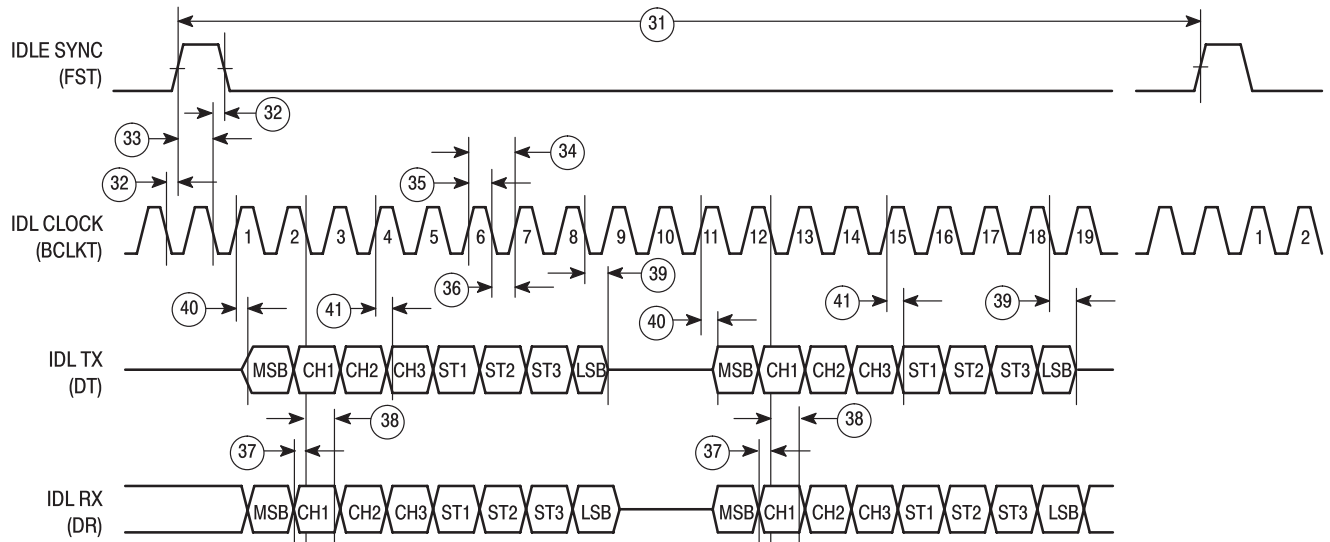 31
IDLE SYNC
(FST)
32
33
34
32
35
IDL CLOCK
(BCLKT)
1 2 3 4 5 6 7 8 9 10 11 12 13 14 15 16 17 18 19 1 2
39
36
40
41
41
39
40
IDL TX
(DT)
MSB CH1 CH2 CH3 ST1 ST2 ST3 LSB MSB CH1 CH2 CH3 ST1 ST2 ST3 LSB
38
38
37
37
IDL RX
(DR)
MSB CH1 CH2 CH3 ST1 ST2 ST3 LSB MSB CH1 CH2 CH3 ST1 ST2 ST3 LSB